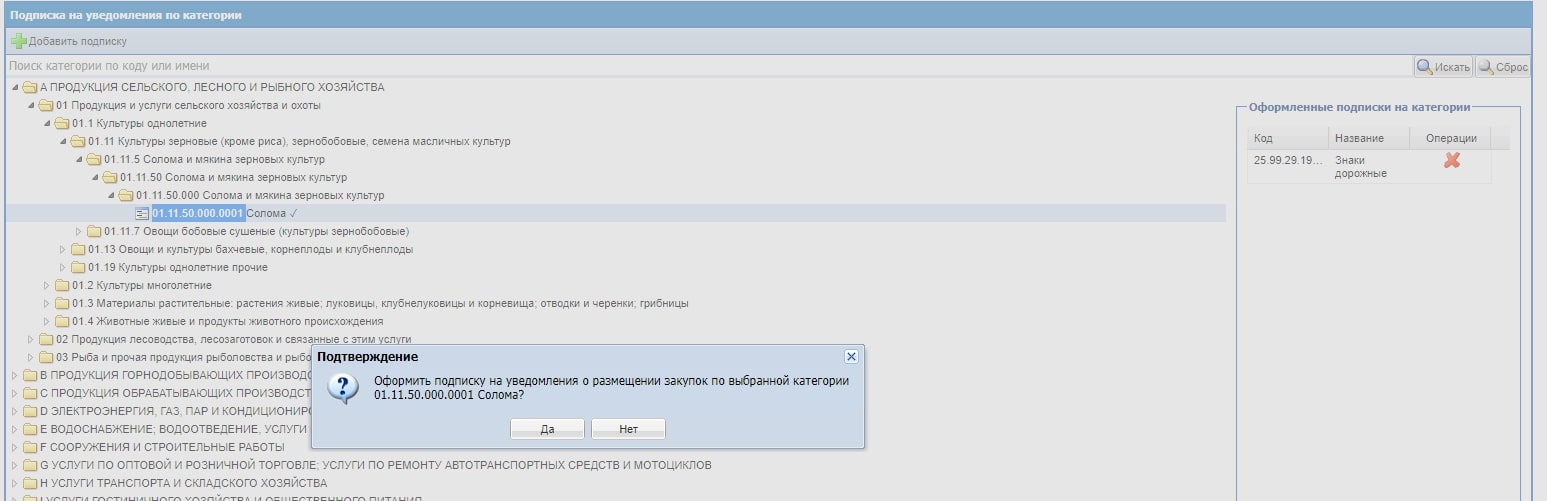 Подписка на уведомления по категории
Добавить подписку
Поиск категории по коду или имени
Искать
Сброс
A ПРОДУКЦИЯ СЕЛЬСКОГО, ЛЕСНОГО И РЫБНОГО ХОЗЯЙСТВА
01 Продукция и услуги сельского хозяйства и охоты
01.1 Культуры однолетние
01.11 Культуры зерновые (кроме риса), зернобобовые, семена масличных культур
01.11.5 Солома и мякина зерновых культур
01.11.50 Солома и мякина зерновых культур
01.11.50.000 Солома и мякина зерновых культур
01.11.50.000.0001 Солома ✓
01.11.7 Овощи бобовые сушеные (культуры зернобобовые)
01.13 Овощи и культуры бахчевые, корнеплоды и клубнеплоды
01.19 Культуры однолетние прочие
01.2 Культуры многолетние
01.3 Материалы растительные: растения живые; луковицы, клубнелуковицы и корневища; отводки и черенки; грибницы
01.4 Животные живые и продукты животного происхождения
02 Продукция лесоводства, лесозаготовок и связанные с этим услуги
03 Рыба и прочая продукция рыболовства и рыбо
B ПРОДУКЦИЯ ГОРНОДОБЫВАЮЩИХ ПРОИЗВОДС
C ПРОДУКЦИЯ ОБРАБАТЫВАЮЩИХ ПРОИЗВОДСТ
D ЭЛЕКТРОЭНЕРГИЯ, ГАЗ, ПАР И КОНДИЦИОНИРО
E ВОДОСНАБЖЕНИЕ; ВОДООТВЕДЕНИЕ, УСЛУГИ
F СООРУЖЕНИЯ И СТРОИТЕЛЬНЫЕ РАБОТЫ
G УСЛУГИ ПО ОПТОВОЙ И РОЗНИЧНОЙ ТОРГОВЛЕ; УСЛУГИ ПО РЕМОНТУ АВТОТРАНСПОРТНЫХ СРЕДСТВ И МОТОЦИКЛОВ
H УСЛУГИ ТРАНСПОРТА И СКЛАДСКОГО ХОЗЯЙСТВА
I УСЛУГИ ГОСТИНИЧНОГО ХОЗЯЙСТВА И ОБЩЕСТВЕННОГО ПИТАНИЯ
Оформленные подписки на категории
Код Название Операции
25.99.29.19... Знаки
дорожные
Подтверждение
Оформить подписку на уведомления о размещении закупок по выбранной категории
01.11.50.000.0001 Солома?
Да
Нет